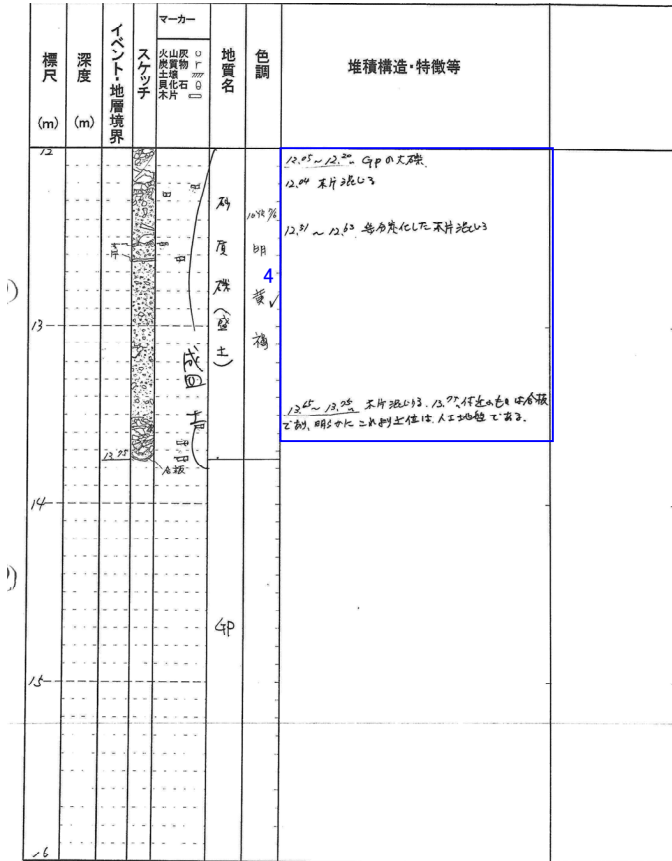 標尺
(m)
深度
(m)
イベント・地層境界
スケッチ
マーカー
火山灰
炭質物
土壌
貝化石
木片
地質名
色調
堆積構造・特徴等
12
13
14
15
16
13.75
合板
砂質礫(盛土)
GP
明黄褐
4
12.05~12.20 Gpの大礫
12.04 木片混じる
12.51~12.63 炭化した木片混じる
13.65~13.75 木片混じる. 13.75付近のものは合板
であり、明らかにこれより上位は人工地盤である.